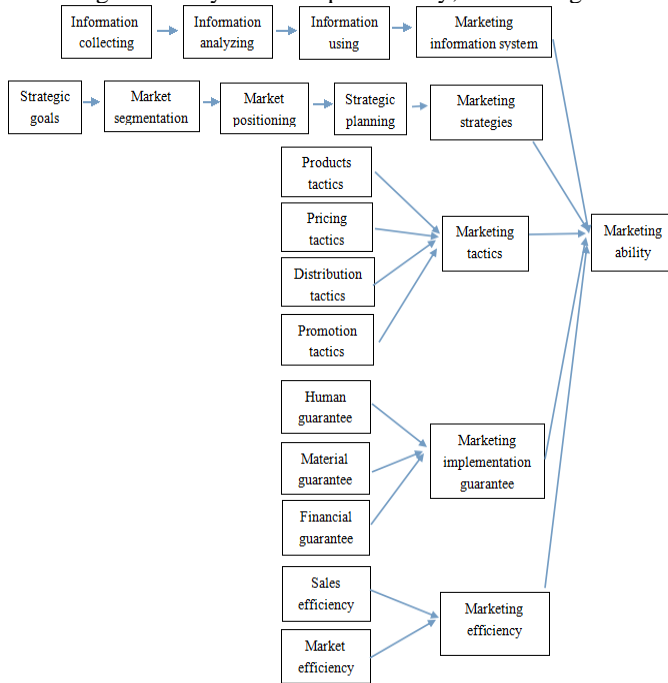 Information
collecting
Information
analyzing
Information
using
Marketing
information system
Strategic
goals
Market
segmentation
Market
positioning
Strategic
planning
Marketing
strategies
Products
tactics
Pricing
tactics
Distribution
tactics
Promotion
tactics
Marketing
tactics
Marketing
ability
Human
guarantee
Material
guarantee
Financial
guarantee
Marketing
implementation
guarantee
Sales
efficiency
Market
efficiency
Marketing
efficiency